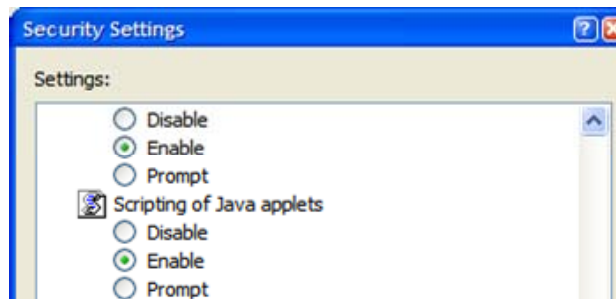 Security Settings
Settings:
Disable
Enable
Prompt
Scripting of Java applets
Disable
Enable
Prompt